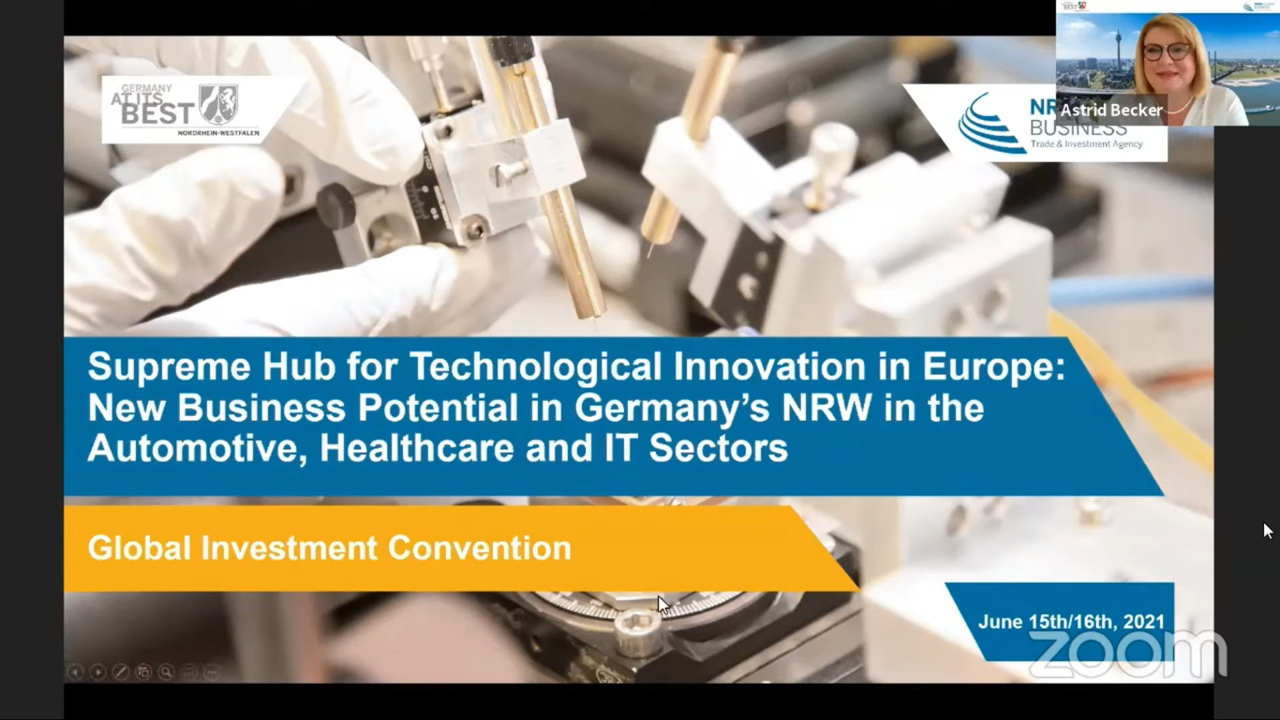 GERMANY
AT ITS
BEST
NORDRHEIN-WESTFALEN
BUSINESS
Trade & Investment Agency
Astrid Becker
Supreme Hub for Technological Innovation in Europe:
New Business Potential in Germany's NRW in the
Automotive, Healthcare and IT Sectors
Global Investment Convention
June 15th/16th, 2021
zoom